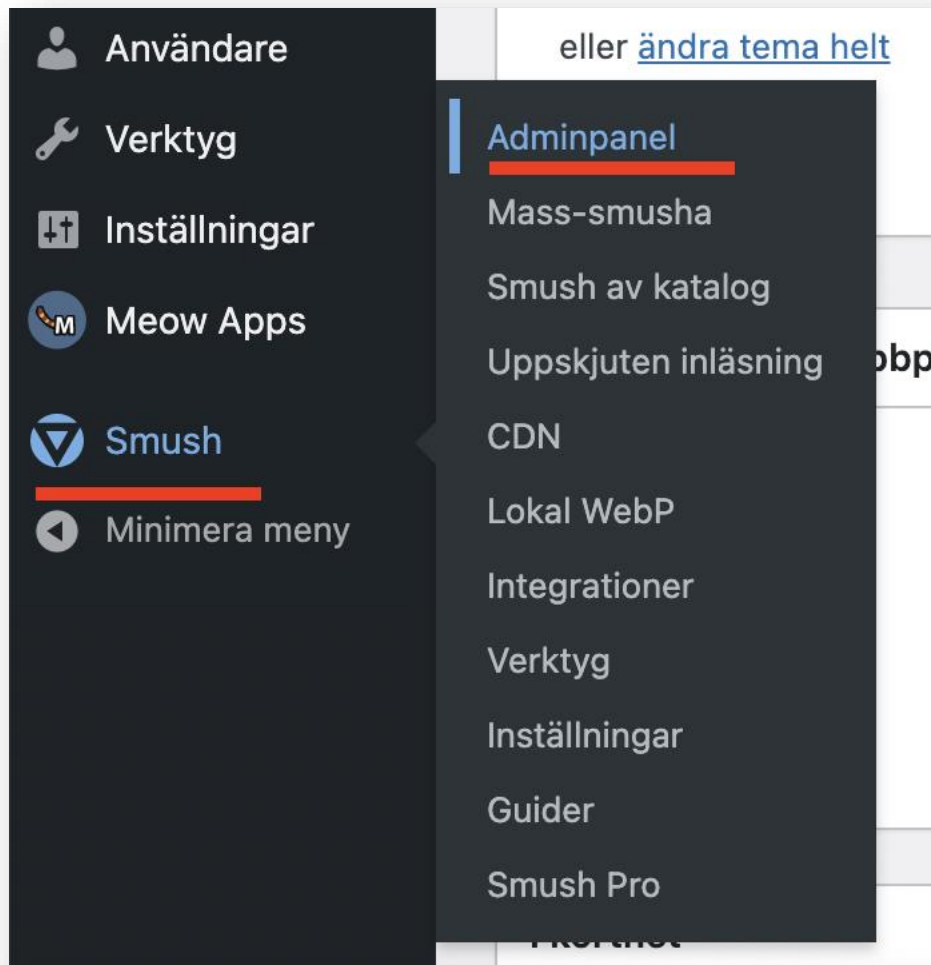 Användare
Verktyg
Inställningar
M
Meow Apps
Smush
Minimera meny
eller ändra tema helt
Adminpanel
Mass-smusha
Smush av katalog
Uppskjuten inläsning
CDN
Lokal WebP
Integrationer
Verktyg
Inställningar
Guider
Smush Pro